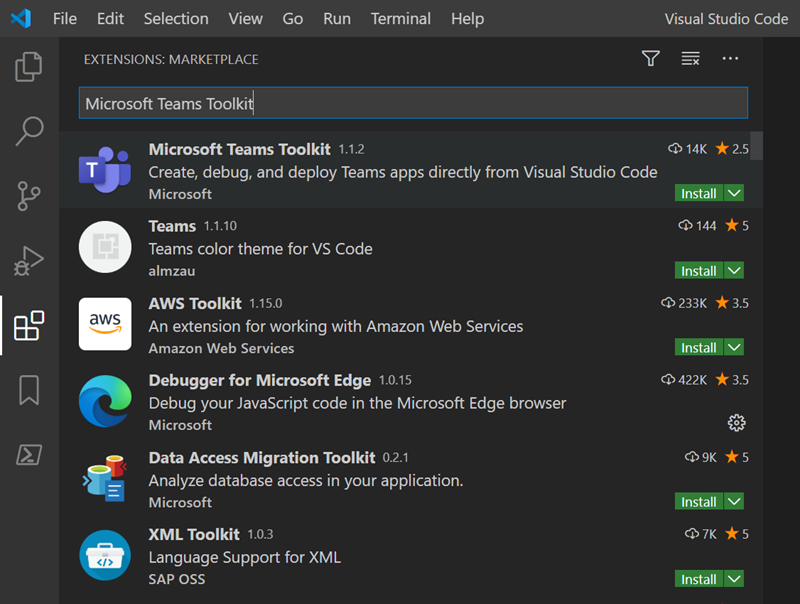 File Edit Selection View Go Run Terminal Help Visual Studio Code
EXTENSIONS: MARKETPLACE
Microsoft Teams Toolkit
Microsoft Teams Toolkit 1.1.2 14K 2.5
T
Create, debug, and deploy Teams apps directly from Visual Studio Code
Microsoft Install
Teams 1.1.10 144 5
Teams color theme for VS Code
almzau Install
AWS Toolkit 1.15.0 233K 3.5
aws
An extension for working with Amazon Web Services
Amazon Web Services Install
Debugger for Microsoft Edge 1.0.15 422K 3.5
Debug your JavaScript code in the Microsoft Edge browser
Microsoft
Data Access Migration Toolkit 0.2.1 9K 5
Analyze database access in your application.
Microsoft Install
XML Toolkit 1.0.3 7K 5
Language Support for XML
SAP OSS Install